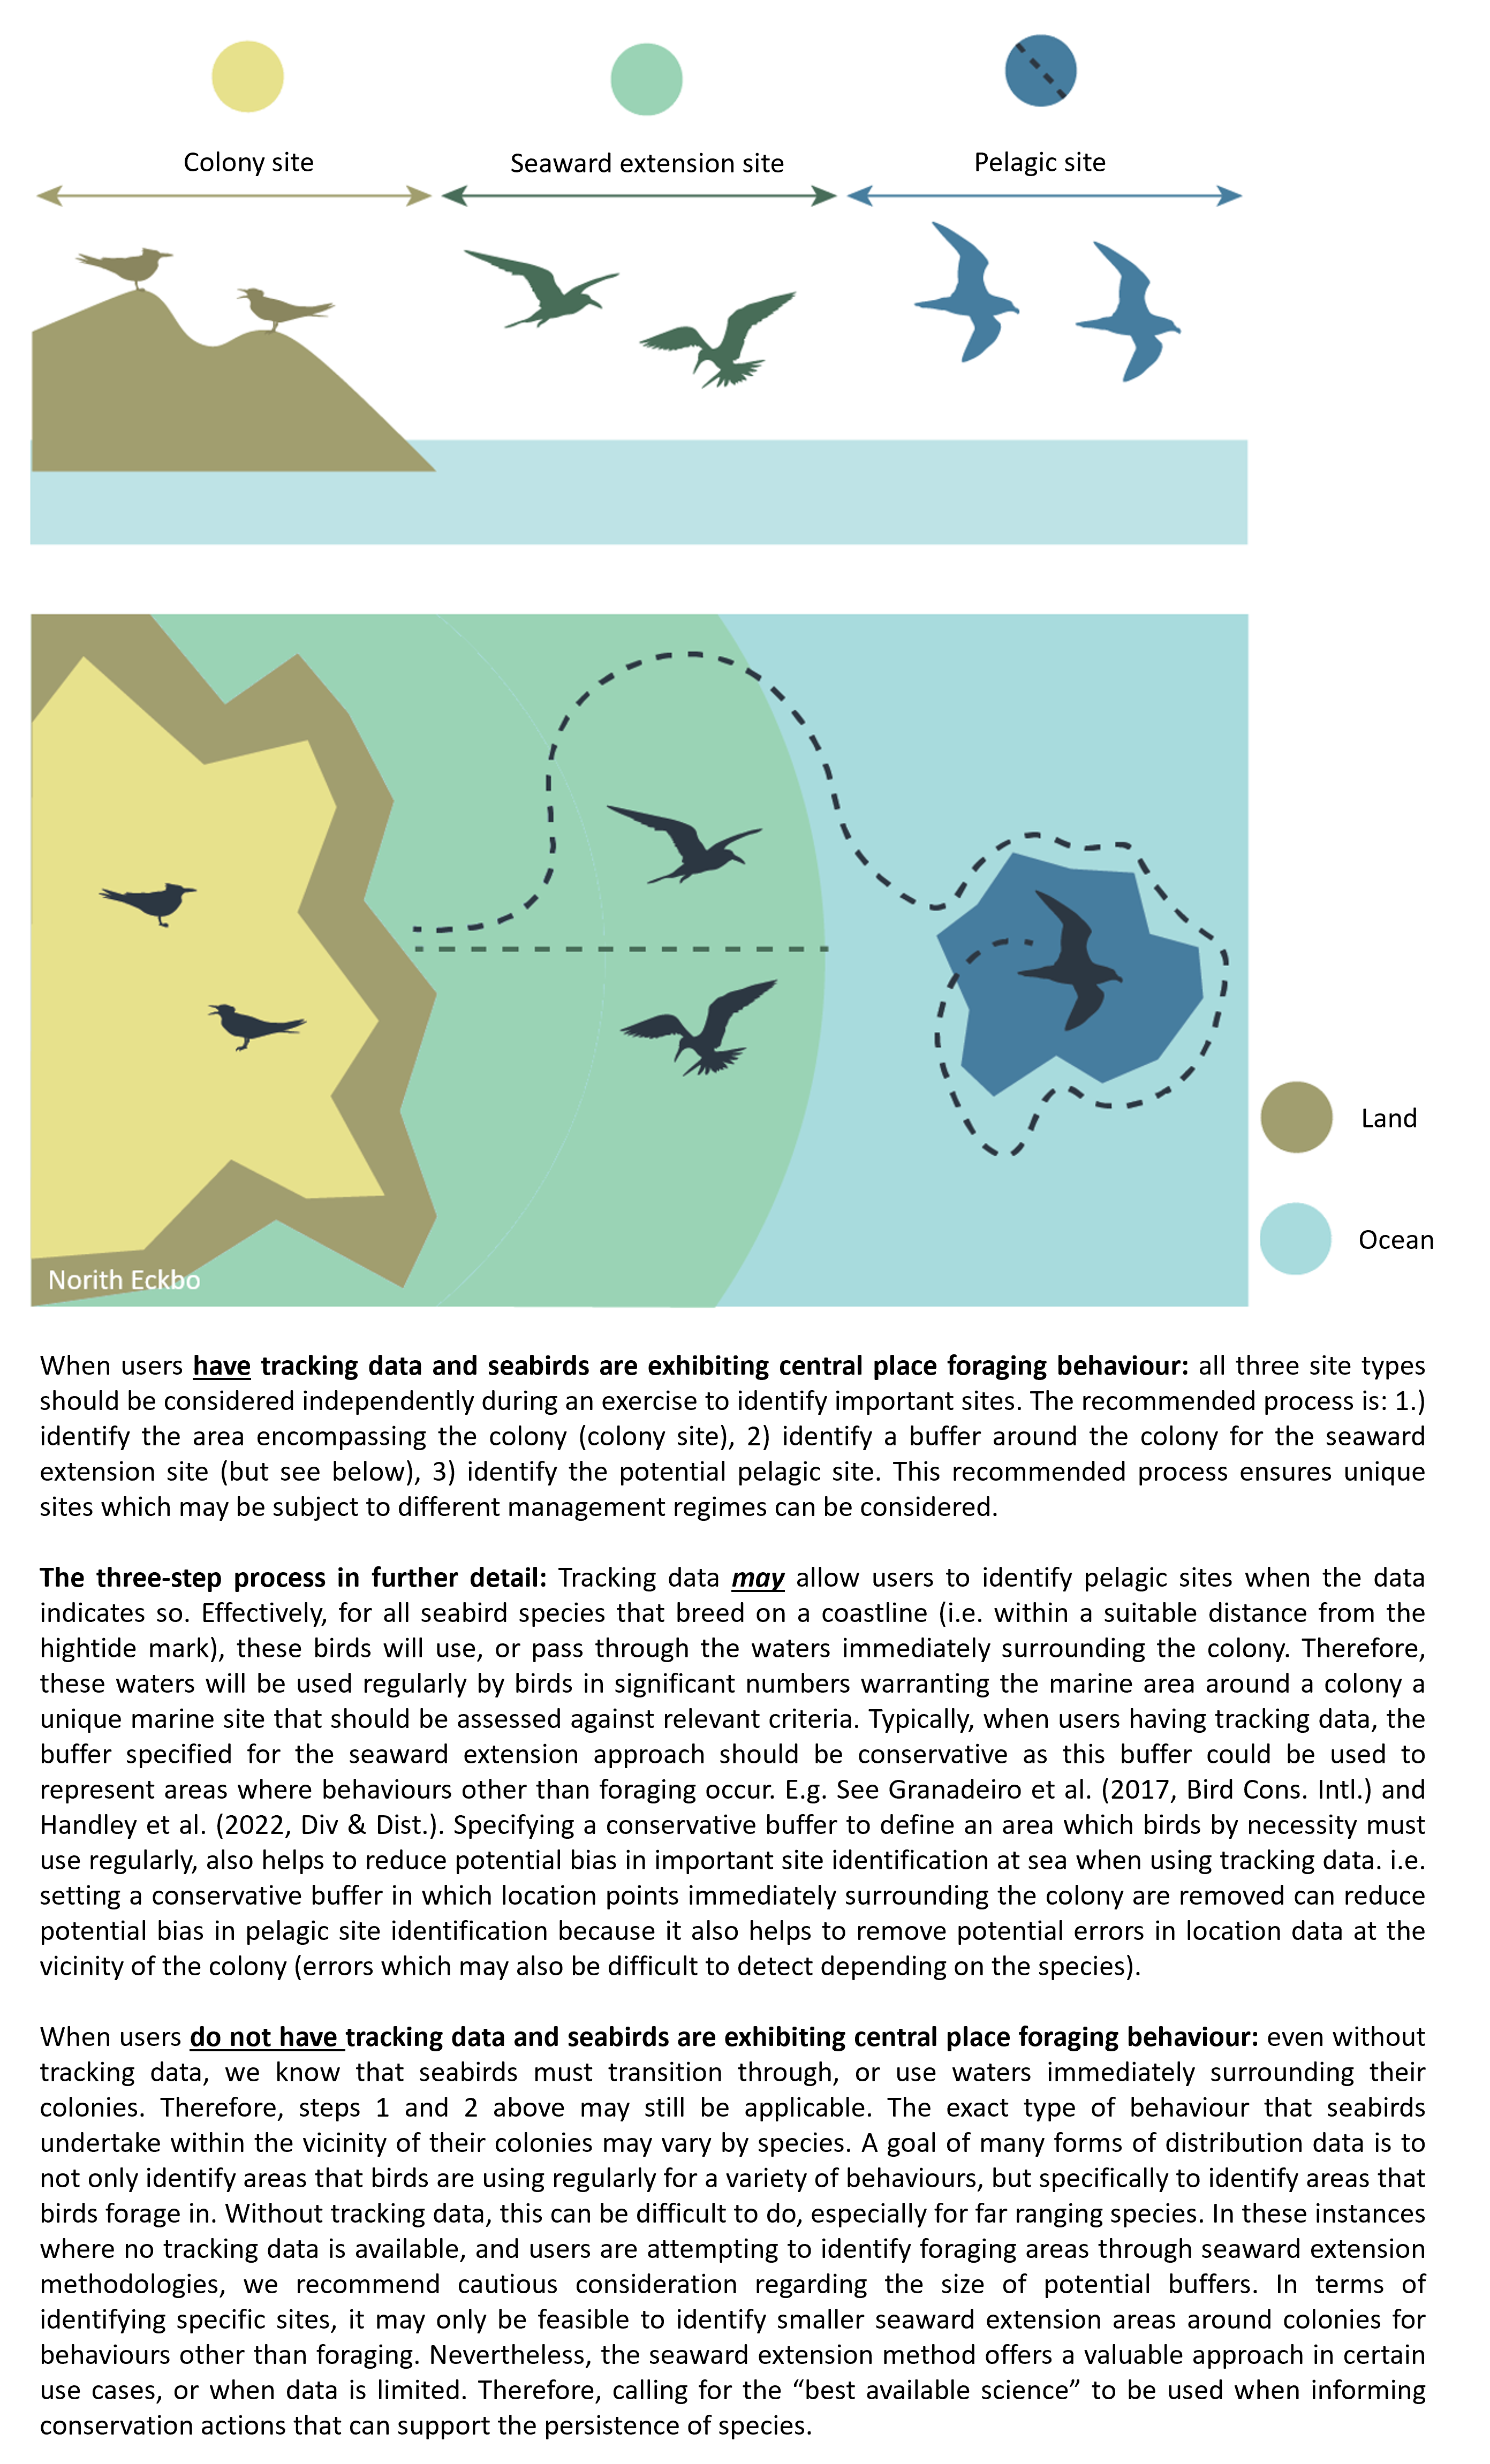 Colony site
Seaward extension site
Pelagic site
Land
Ocean
Norith Eckbo
When users have tracking data and seabirds are exhibiting central place foraging behaviour: all three site types
should be considered independently during an exercise to identify important sites. The recommended process is: 1.)
identify the area encompassing the colony (colony site), 2) identify a buffer around the colony for the seaward
extension site (but see below), 3) identify the potential pelagic site. This recommended process ensures unique
sites which may be subject to different management regimes can be considered.
The three-step process in further detail: Tracking data may allow users to identify pelagic sites when the data
indicates so. Effectively, for all seabird species that breed on a coastline (i.e. within a suitable distance from the
hightide mark), these birds will use, or pass through the waters immediately surrounding the colony. Therefore,
these waters will be used regularly by birds in significant numbers warranting the marine area around a colony a
unique marine site that should be assessed against relevant criteria. Typically, when users having tracking data, the
buffer specified for the seaward extension approach should be conservative as this buffer could be used to
represent areas where behaviours other than foraging occur. E.g. See Granadeiro et al. (2017, Bird Cons. Intl.) and
Handley et al. (2022, Div & Dist.). Specifying a conservative buffer to define an area which birds by necessity must
use regularly, also helps to reduce potential bias in important site identification at sea when using tracking data. i.e.
setting a conservative buffer in which location points immediately surrounding the colony are removed can reduce
potential bias in pelagic site identification because it also helps to remove potential errors in location data at the
vicinity of the colony (errors which may also be difficult to detect depending on the species).
When users do not have tracking data and seabirds are exhibiting central place foraging behaviour: even without
tracking data, we know that seabirds must transition through, or use waters immediately surrounding their
colonies. Therefore, steps 1 and 2 above may still be applicable. The exact type of behaviour that seabirds
undertake within the vicinity of their colonies may vary by species. A goal of many forms of distribution data is to
not only identify areas that birds are using regularly for a variety of behaviours, but specifically to identify areas that
birds forage in. Without tracking data, this can be difficult to do, especially for far ranging species. In these instances
where no tracking data is available, and users are attempting to identify foraging areas through seaward extension
methodologies, we recommend cautious consideration regarding the size of potential buffers. In terms of
identifying specific sites, it may only be feasible to identify smaller seaward extension areas around colonies for
behaviours other than foraging. Nevertheless, the seaward extension method offers a valuable approach in certain
use cases, or when data is limited. Therefore, calling for the “best available science” to be used when informing
conservation actions that can support the persistence of species.